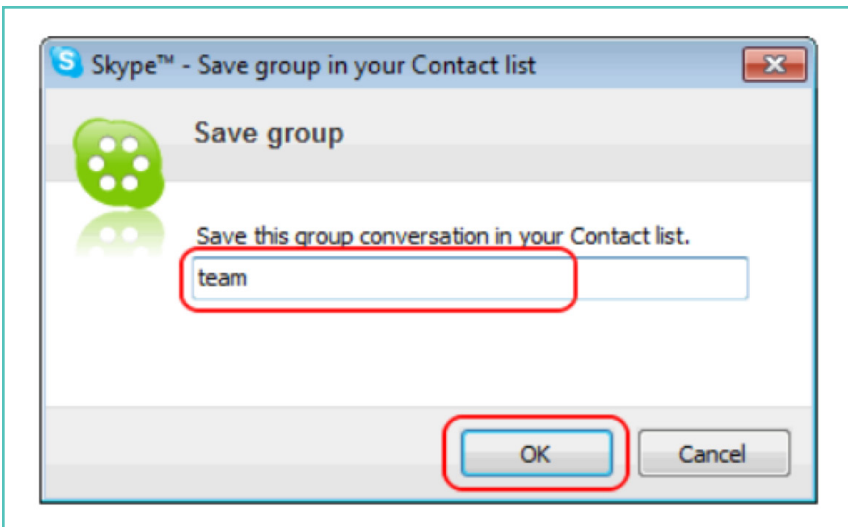 Skype™ - Save group in your Contact list
Save group
Save this group conversation in your Contact list.
team
OK
Cancel